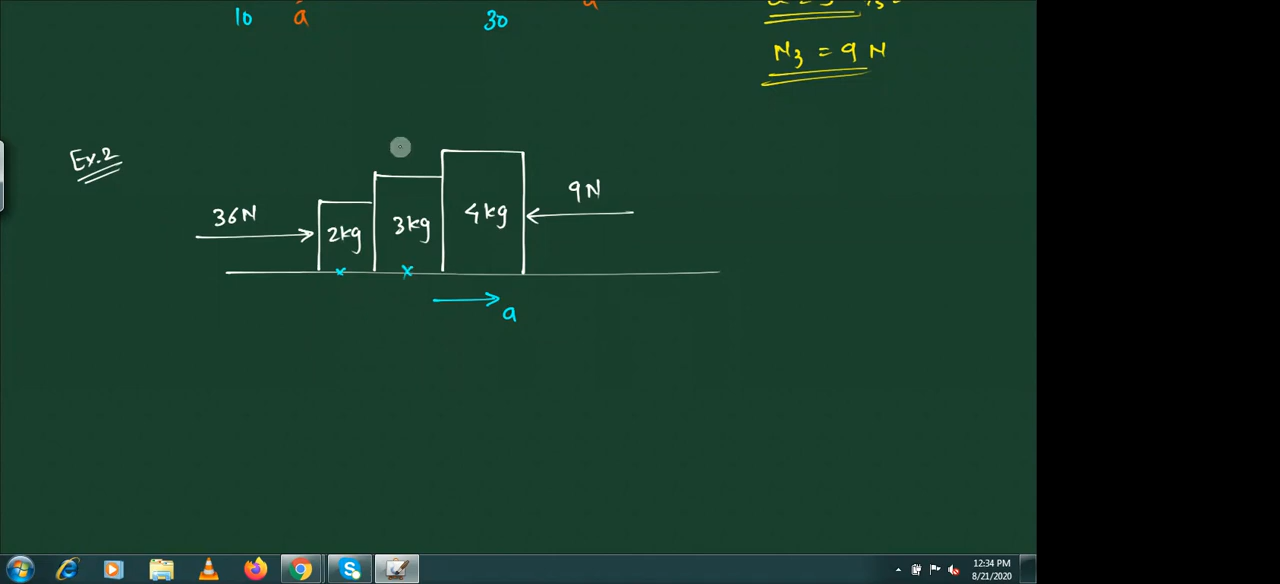 10 a 30 a
N3 = 9 N
Ex.2
36N 2kg 3kg 4kg 9N
a
12:34 PM
8/21/2020